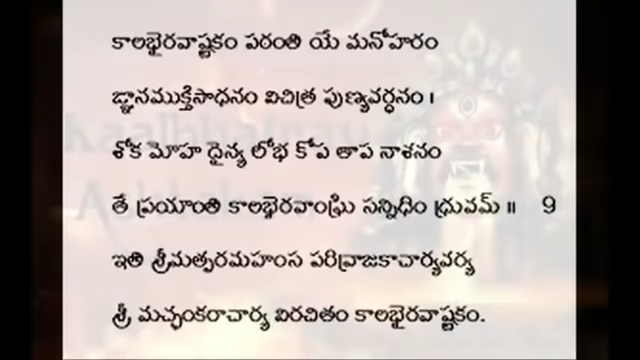 కాలభైరవాష్టకం పఠంతి యే మనోహరం
జ్ఞానముక్తిసాధనం విచిత్ర పుణ్యవర్ధనం ।
శోక మోహ దైన్య లోభ కోప తాప నాశనం
తే ప్రయాంతి కాలభైరవాంఘ్రి సన్నిధిం ధ్రువమ్ ॥ 9
ఇతి శ్రీమత్పరమహంస పరివ్రాజకాచార్యవర్య
శ్రీ మచ్ఛంకరాచార్య విరచితం కాలభైరవాష్టకం.